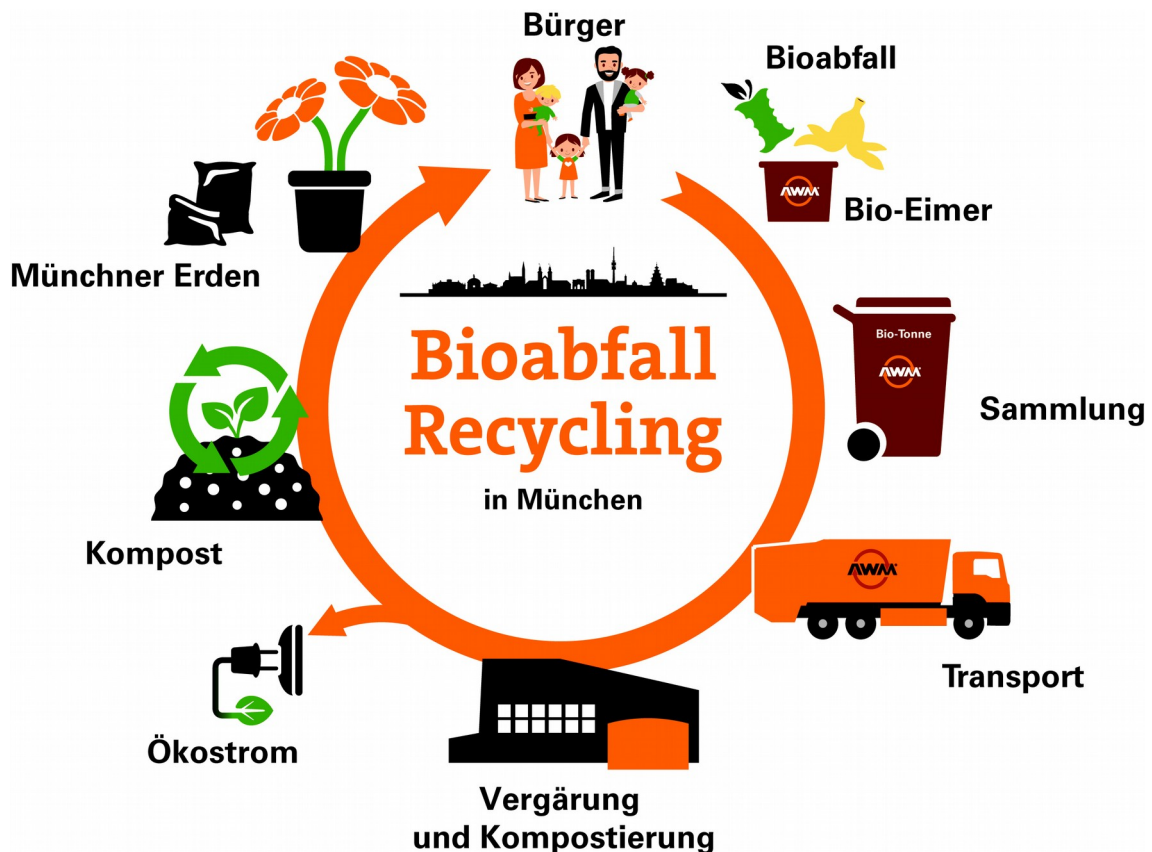 Bürger
Bioabfall
AWM
Bio-Eimer
Bio-Tonne
AWM
Sammlung
AWM
Transport
Vergärung
und Kompostierung
Ökostrom
Kompost
Münchner Erden
Bioabfall
Recycling
in München